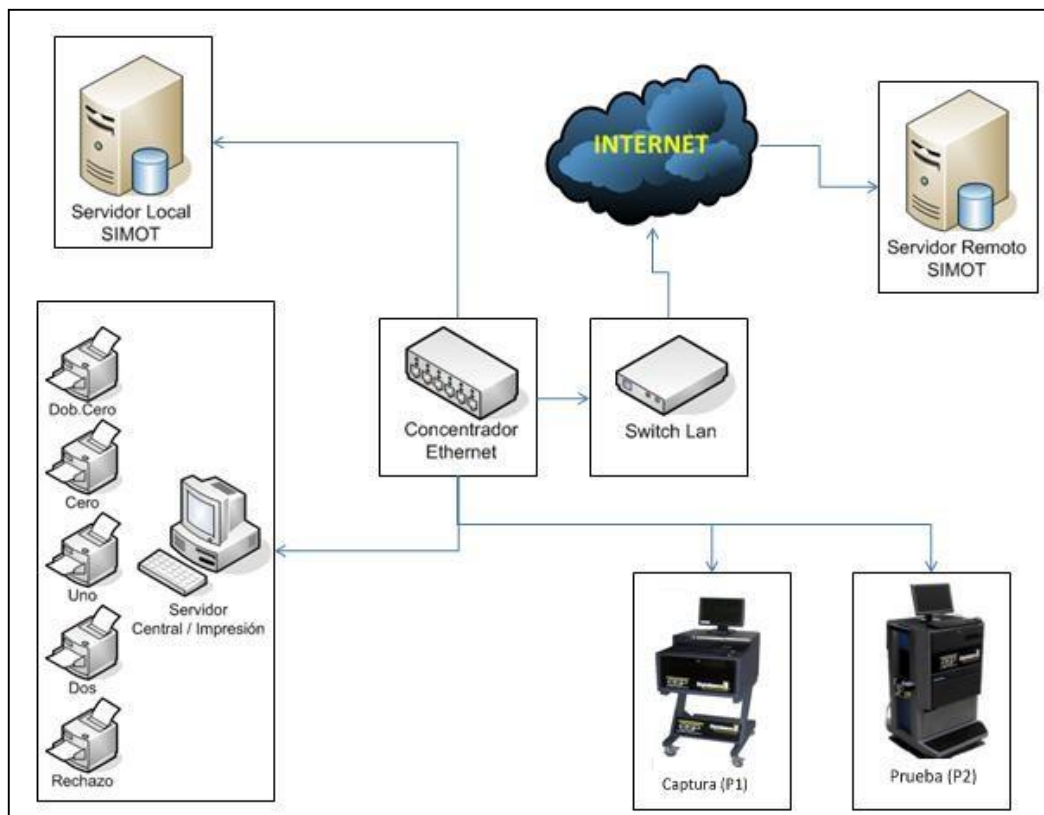 Servidor Local
SIMOT
INTERNET
Servidor Remoto
SIMOT
Dob.Cero
Cero
Uno
Dos
Rechazo
Servidor
Central / Impresión
Concentrador
Ethernet
Switch Lan
Captura (P1)
Prueba (P2)